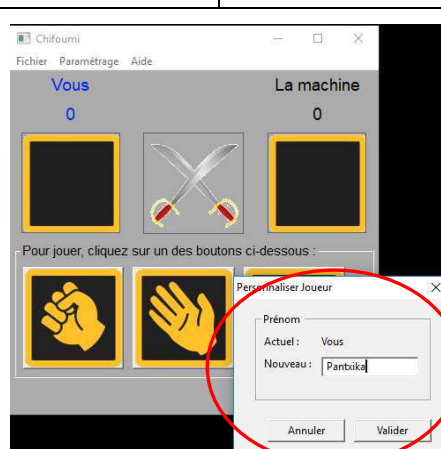 Chifoumi
Fichier Paramétrage Aide
Vous La machine
0 0
Pour jouer, cliquez sur un des boutons ci-dessous :
Personnaliser Joueur
Prénom
Actuel : Vous
Nouveau : Pantxika
Annuler Valider